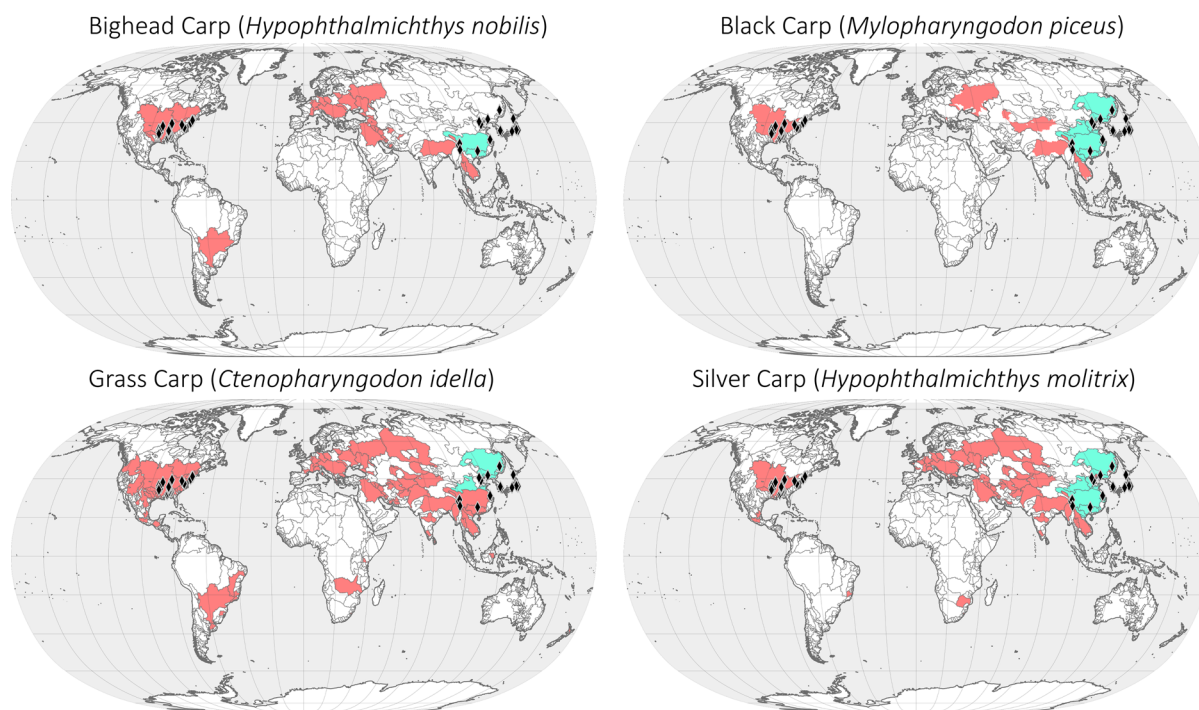 Bighead Carp (Hypophthalmichthys nobilis)
Black Carp (Mylopharyngodon piceus)
Grass Carp (Ctenopharyngodon idella)
Silver Carp (Hypophthalmichthys molitrix)